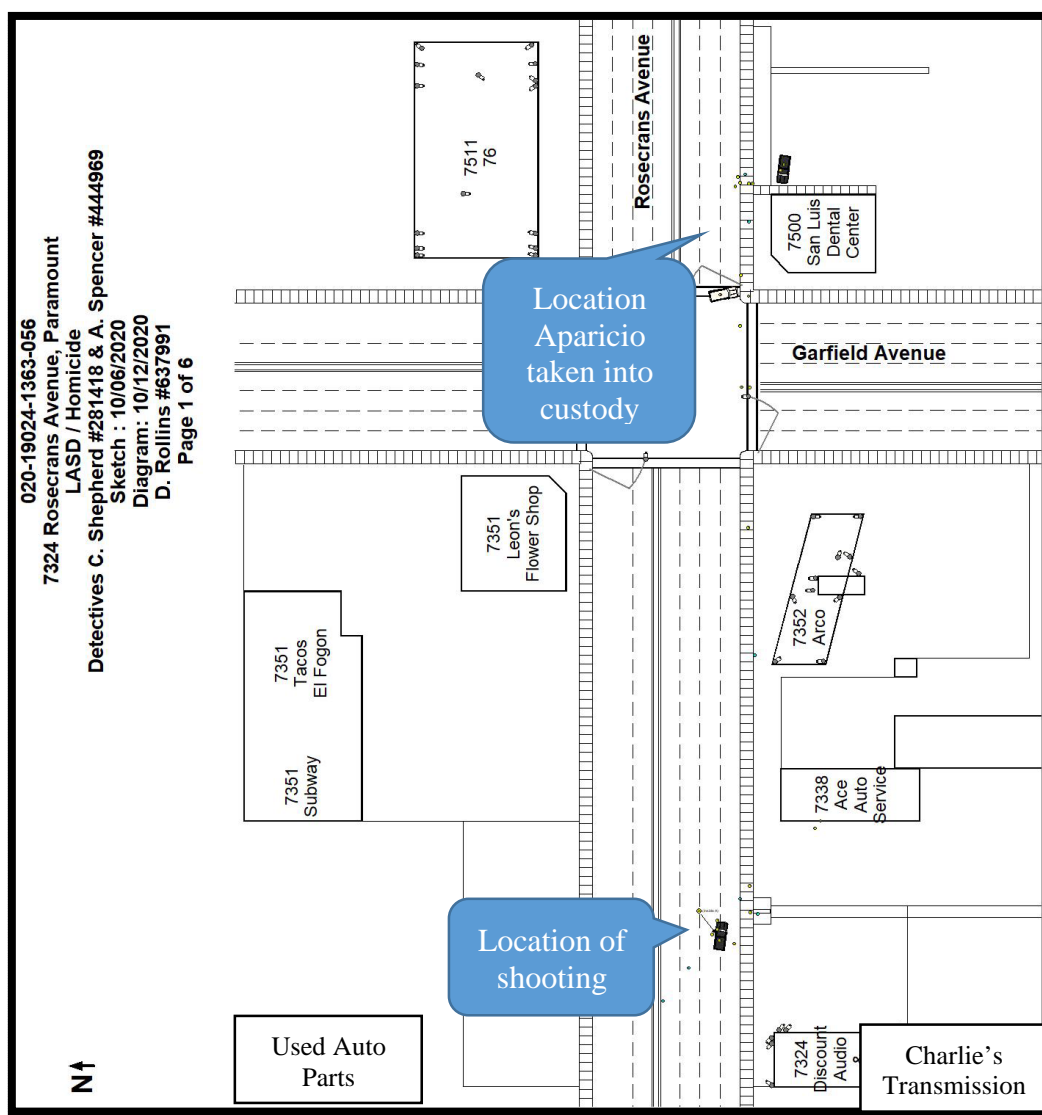 020-19024-1363-056
7324 Rosecrans Avenue, Paramount
LASD / Homicide
Detectives C. Shepherd #281418 & A. Spencer #444969
Sketch : 10/06/2020
Diagram: 10/12/2020
D. Rollins #637991
Page 1 of 6
N
7511
76
Rosecrans Avenue
7500
San Luis
Dental
Center
Location
Aparicio
taken into
custody
Garfield Avenue
7351
Leon's
Flower Shop
7352
Arco
7351
Tacos
El Fogon
7351
Subway
7338
Ace
Auto
Service
Location of
shooting
Used Auto
Parts
7324
Discount
Audio
Charlie's
Transmission